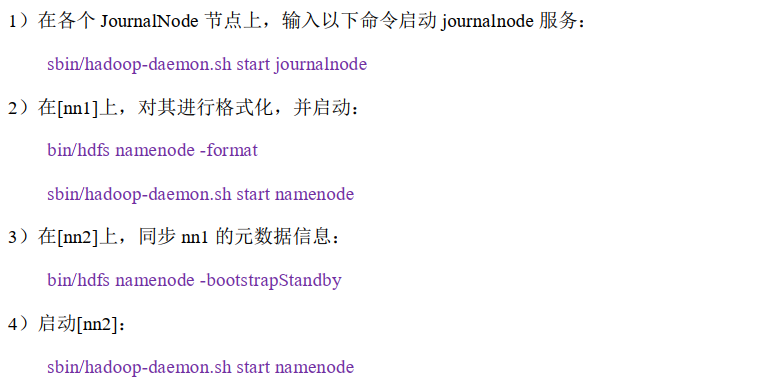 1）在各个 JournalNode 节点上，输入以下命令启动 journalnode 服务：
sbin/hadoop-daemon.sh start journalnode
2）在[nn1]上，对其进行格式化，并启动：
bin/hdfs namenode -format
sbin/hadoop-daemon.sh start namenode
3）在[nn2]上，同步 nn1 的元数据信息：
bin/hdfs namenode -bootstrapStandby
4）启动[nn2]：
sbin/hadoop-daemon.sh start namenode